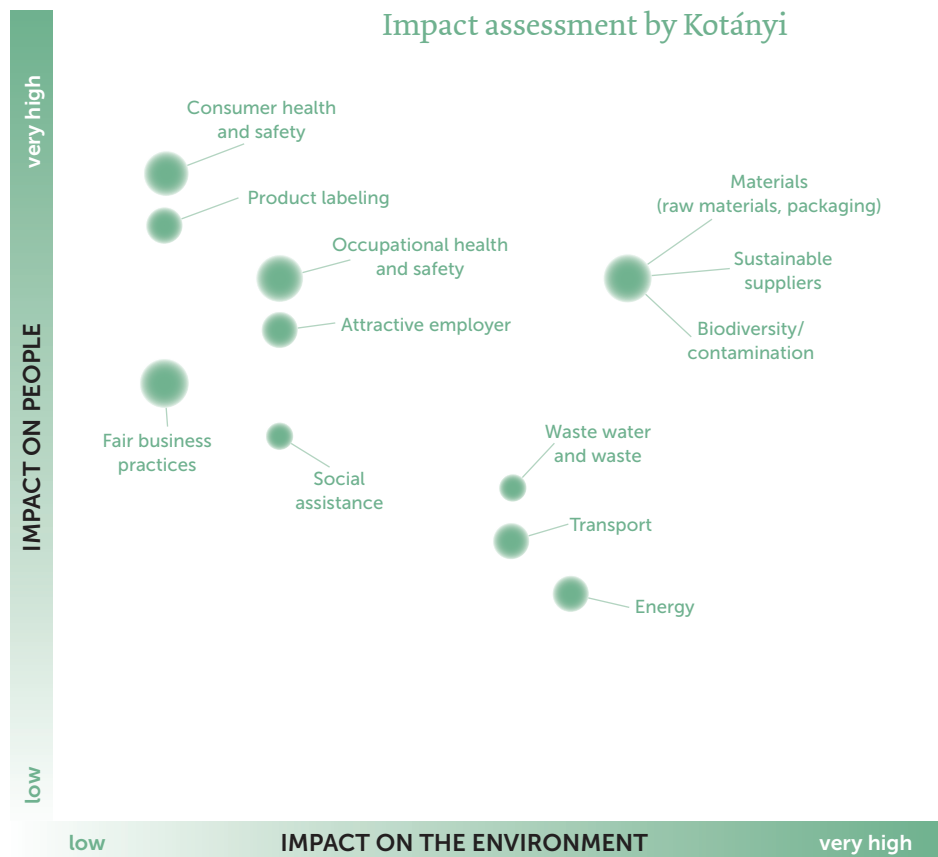 Impact assessment by Kotányi
very high
IMPACT ON PEOPLE
low
Consumer health
and safety
Product labeling
Occupational health
and safety
Attractive employer
Fair business
practices
Social
assistance
Materials
(raw materials, packaging)
Sustainable
suppliers
Biodiversity/
contamination
Waste water
and waste
Transport
Energy
low
IMPACT ON THE ENVIRONMENT
very high